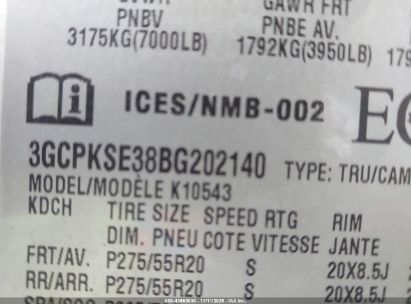 GAWR FRT
PNBV PNBE AV.
3175KG(7000LB) 1792KG(3950LB)
ICES/NMB-002
3GCPKSE38BG202140 TYPE: TRU/CAM
MODEL/MODÈLE K10543
KDCH TIRE SIZE SPEED RTG RIM
DIM. PNEU COTE VITESSE JANTE
FRT/AV. P275/55R20 S 20X8.5J
RR/ARR. P275/55R20 S 20X8.5J